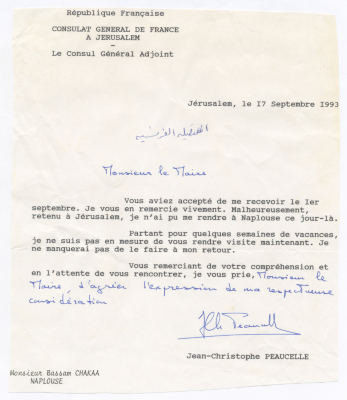 République Française
CONSULAT GENERAL DE FRANCE
A JERUSALEM
-
Le Consul Général Adjoint
Jérusalem, le 17 Septembre 1993
القنصلية الفرنسية
Monsieur le Maire
Vous aviez accepté de me recevoir le 1er
septembre. Je vous en remercie vivement. Malheureusement,
retenu à Jérusalem, je n'ai pu me rendre à Naplouse ce jour-là.
Partant pour quelques semaines de vacances,
je ne suis pas en mesure de vous rendre visite maintenant. Je
ne manquerai pas de le faire à mon retour.
Vous remerciant de votre compréhension et
en l'attente de vous rencontrer, je vous prie, Monsieur le
Maire, d'agréer l'expression de ma respectueuse
considération
JCh Peaucelle
Jean-Christophe PEAUCELLE
Monsieur Bassam CHAKAA
NAPLOUSE